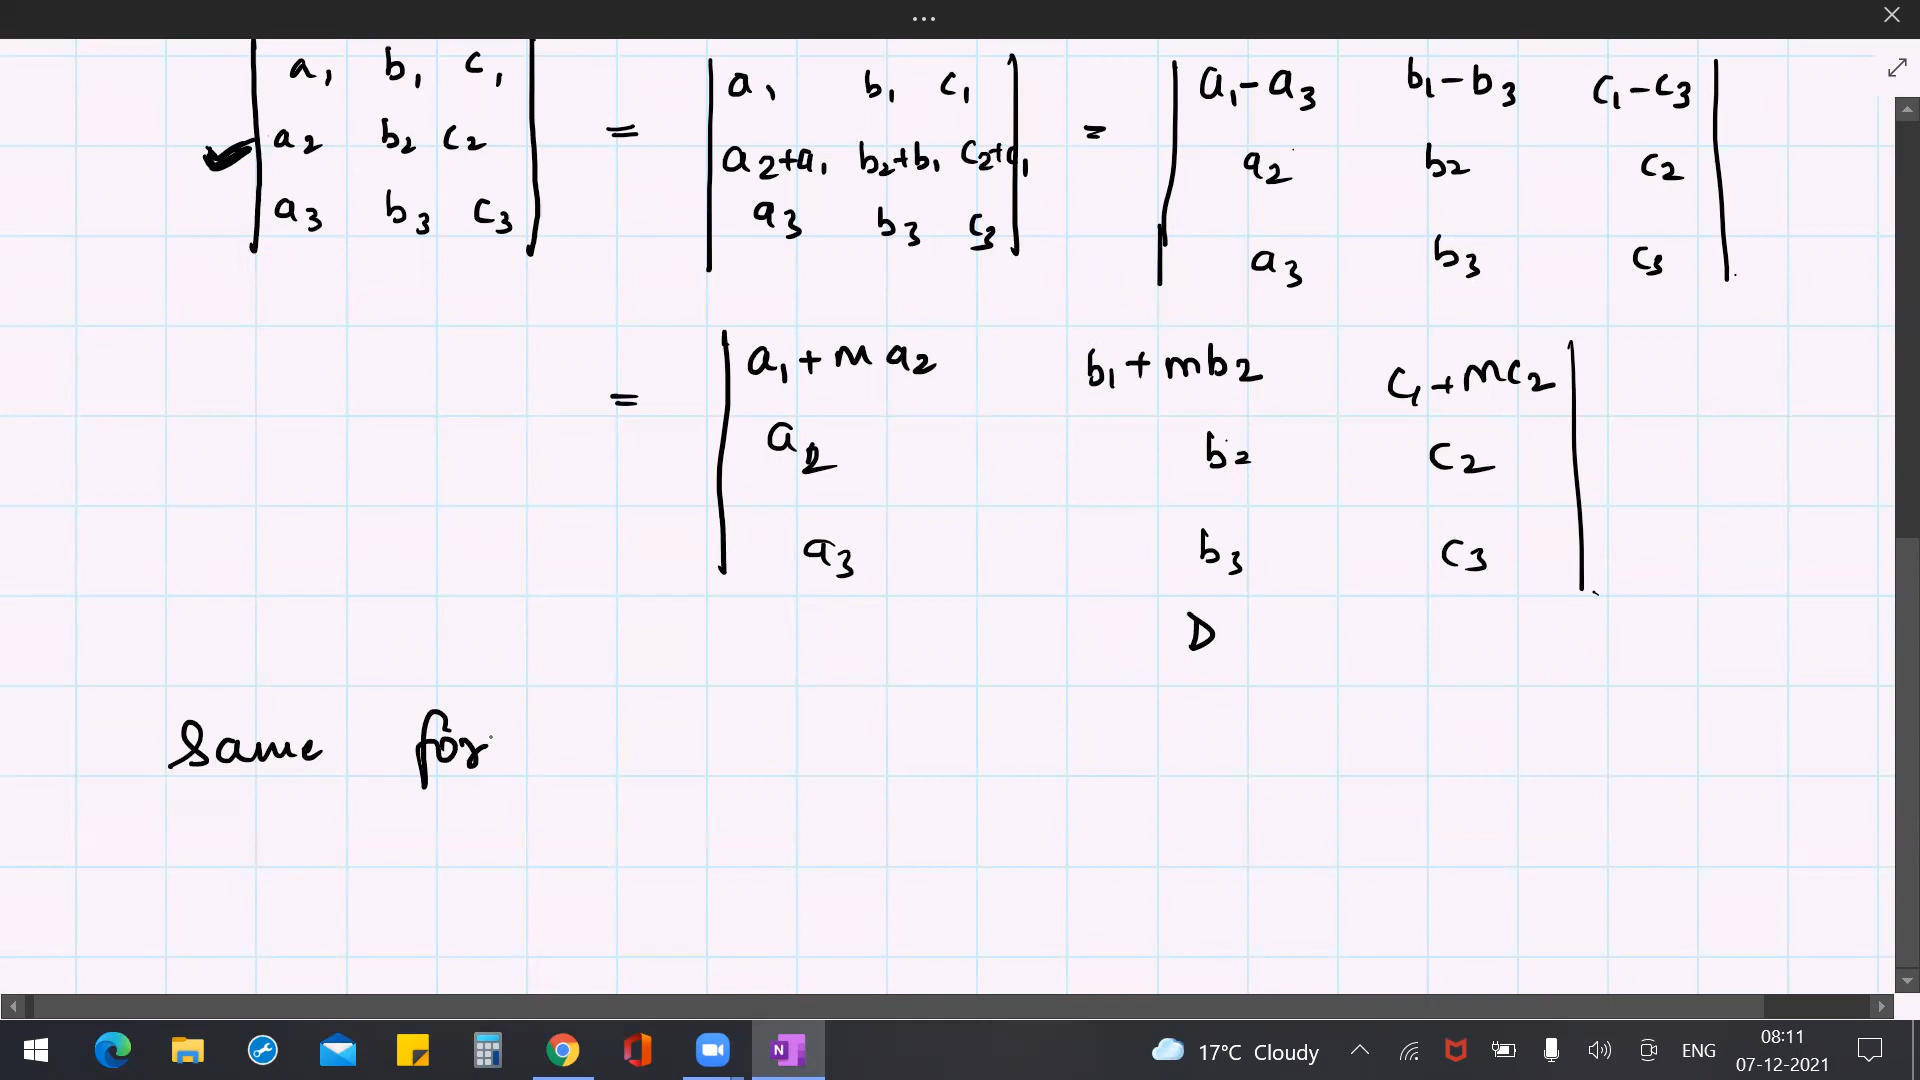 ...
| a₁ b₁ c₁ | = | a₁ b₁ c₁ | = | a₁-a₃ b₁-b₃ c₁-c₃ |
| a₂ b₂ c₂ | | a₂+a₁ b₂+b₁ c₂+c₁ | | a₂ b₂ c₂ |
| a₃ b₃ c₃ | | a₃ b₃ c₃ | | a₃ b₃ c₃ |
= | a₁+ma₂ b₁+mb₂ c₁+mc₂ |
| a₂ b₂ c₂ |
| a₃ b₃ c₃ |
D
Same for
17°C Cloudy
ENG
08:11
07-12-2021